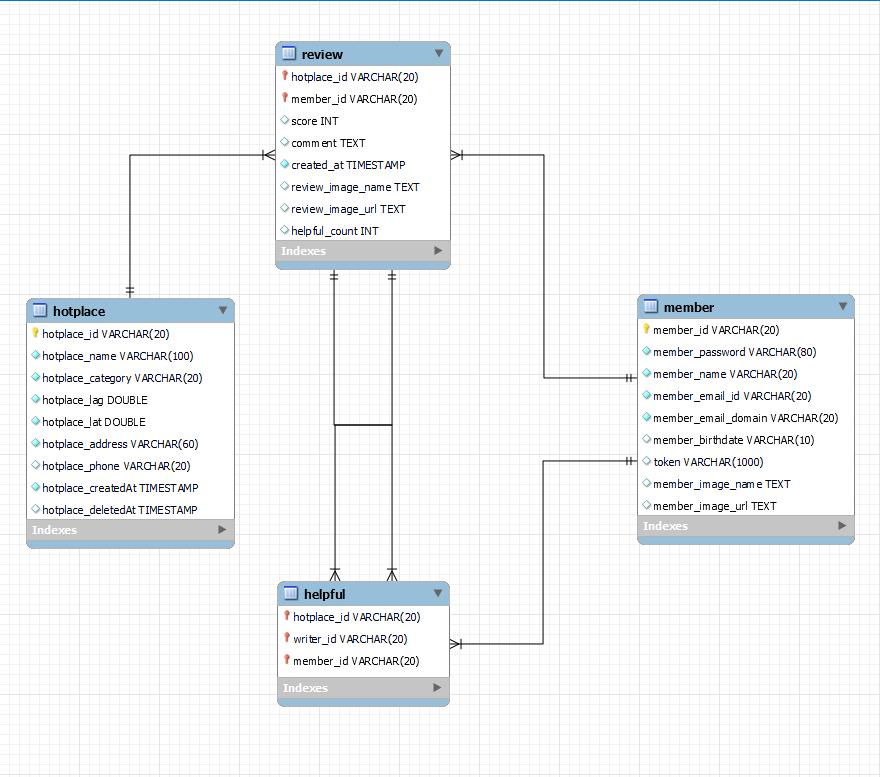 review
hotplace_id VARCHAR(20)
member_id VARCHAR(20)
score INT
comment TEXT
created_at TIMESTAMP
review_image_name TEXT
review_image_url TEXT
helpful_count INT
Indexes
hotplace
hotplace_id VARCHAR(20)
hotplace_name VARCHAR(100)
hotplace_category VARCHAR(20)
hotplace_lag DOUBLE
hotplace_lat DOUBLE
hotplace_address VARCHAR(60)
hotplace_phone VARCHAR(20)
hotplace_createdAt TIMESTAMP
hotplace_deletedAt TIMESTAMP
Indexes
member
member_id VARCHAR(20)
member_password VARCHAR(80)
member_name VARCHAR(20)
member_email_id VARCHAR(20)
member_email_domain VARCHAR(20)
member_birthdate VARCHAR(10)
token VARCHAR(1000)
member_image_name TEXT
member_image_url TEXT
Indexes
helpful
hotplace_id VARCHAR(20)
writer_id VARCHAR(20)
member_id VARCHAR(20)
Indexes